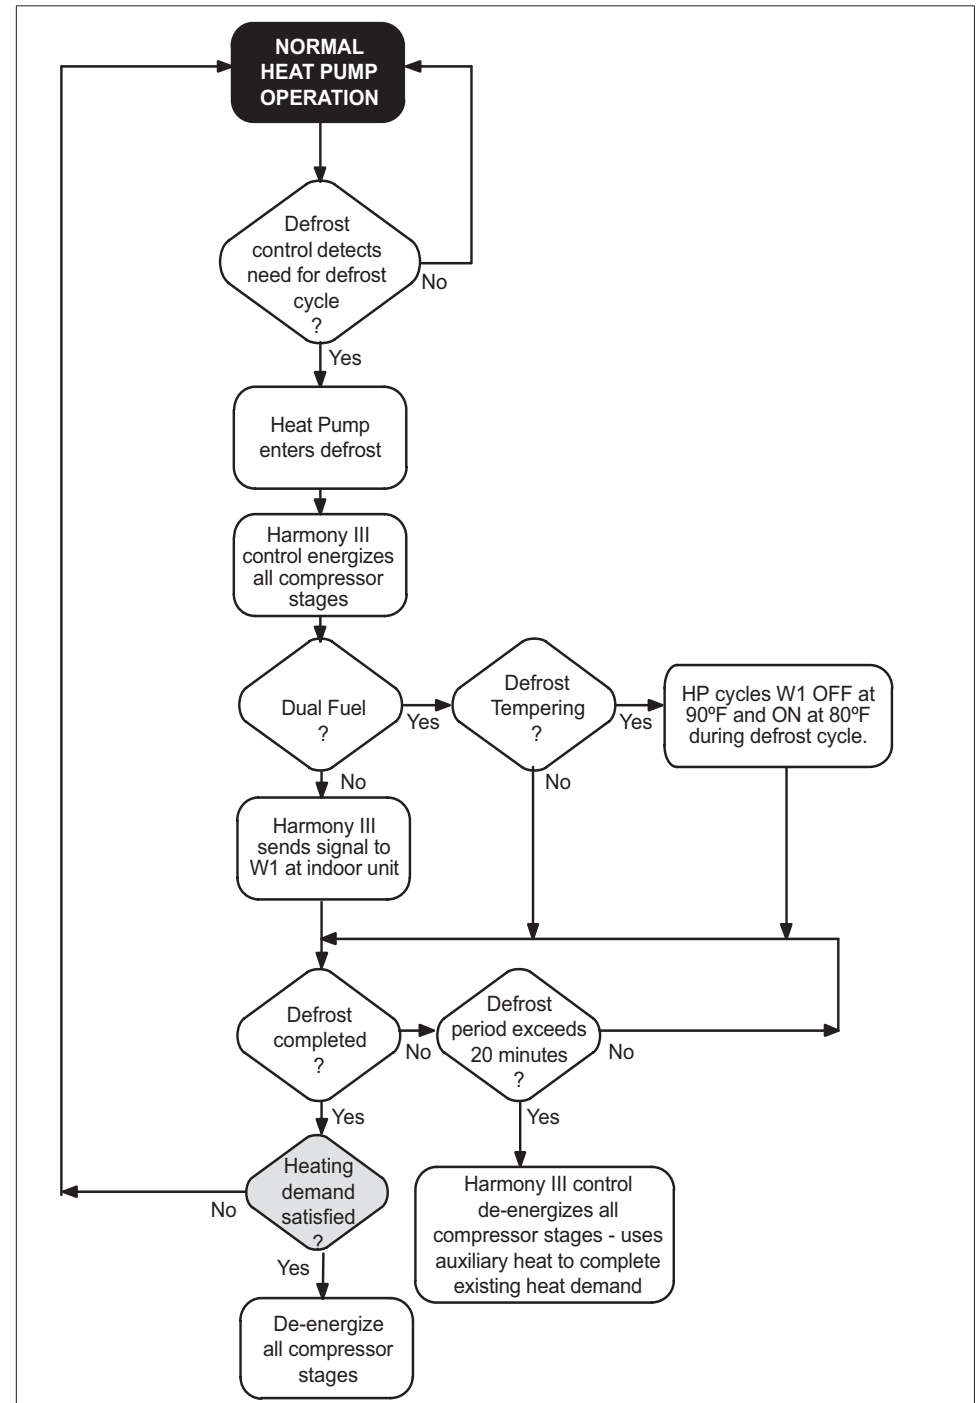 NORMAL
HEAT PUMP
OPERATION
Defrost
control detects
need for defrost
cycle
?
No
Yes
Heat Pump
enters defrost
Harmony III
control energizes
all compressor
stages
Dual Fuel
?
Yes
No
Defrost
Tempering
?
Yes
No
HP cycles W1 OFF at
90ºF and ON at 80ºF
during defrost cycle.
Harmony III
sends signal to
W1 at indoor unit
Defrost
completed
?
No
Yes
Defrost
period exceeds
20 minutes
?
No
Yes
Heating
demand
satisfied
?
No
Yes
Harmony III control
de-energizes all
compressor stages - uses
auxiliary heat to complete
existing heat demand
De-energize
all compressor
stages